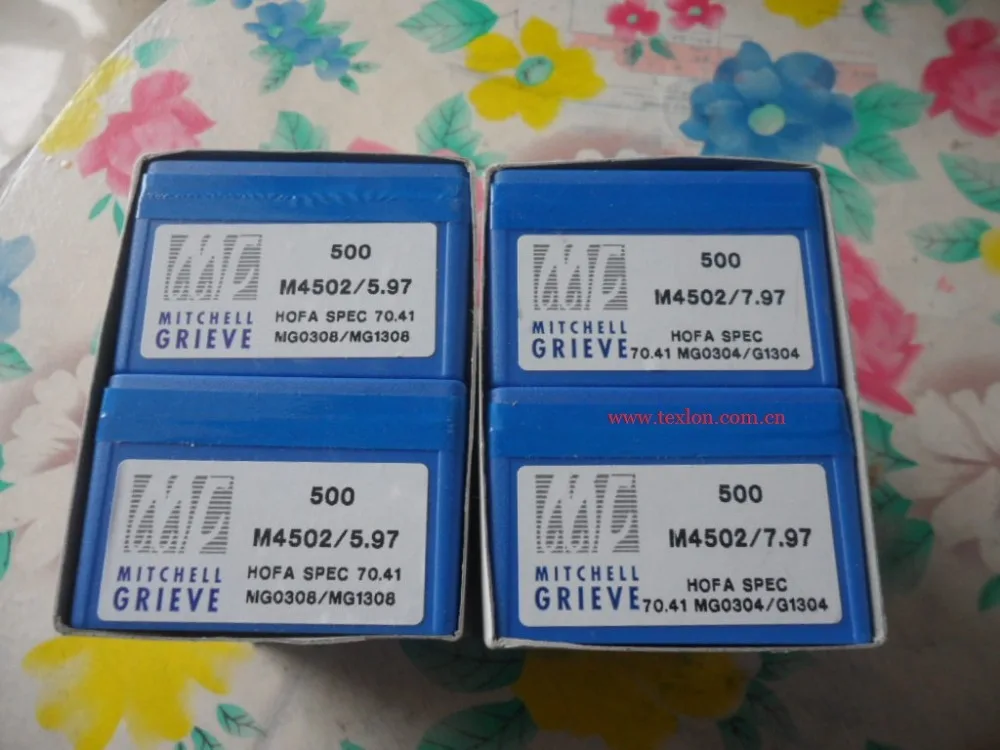 500
M4502/5.97
MITCHELL
GRIEVE
HOFA SPEC 70.41
NG0308/MG1308
500
M4502/7.97
MITCHELL
GRIEVE
HOFA SPEC
70.41 MG0304/G1304
500
M4502/5.97
MITCHELL
GRIEVE
HOFA SPEC 70.41
NG0308/MG1308
www.texlon.com.cn
500
M4502/7.97
MITCHELL
GRIEVE
HOFA SPEC
70.41 MG0304/G1304